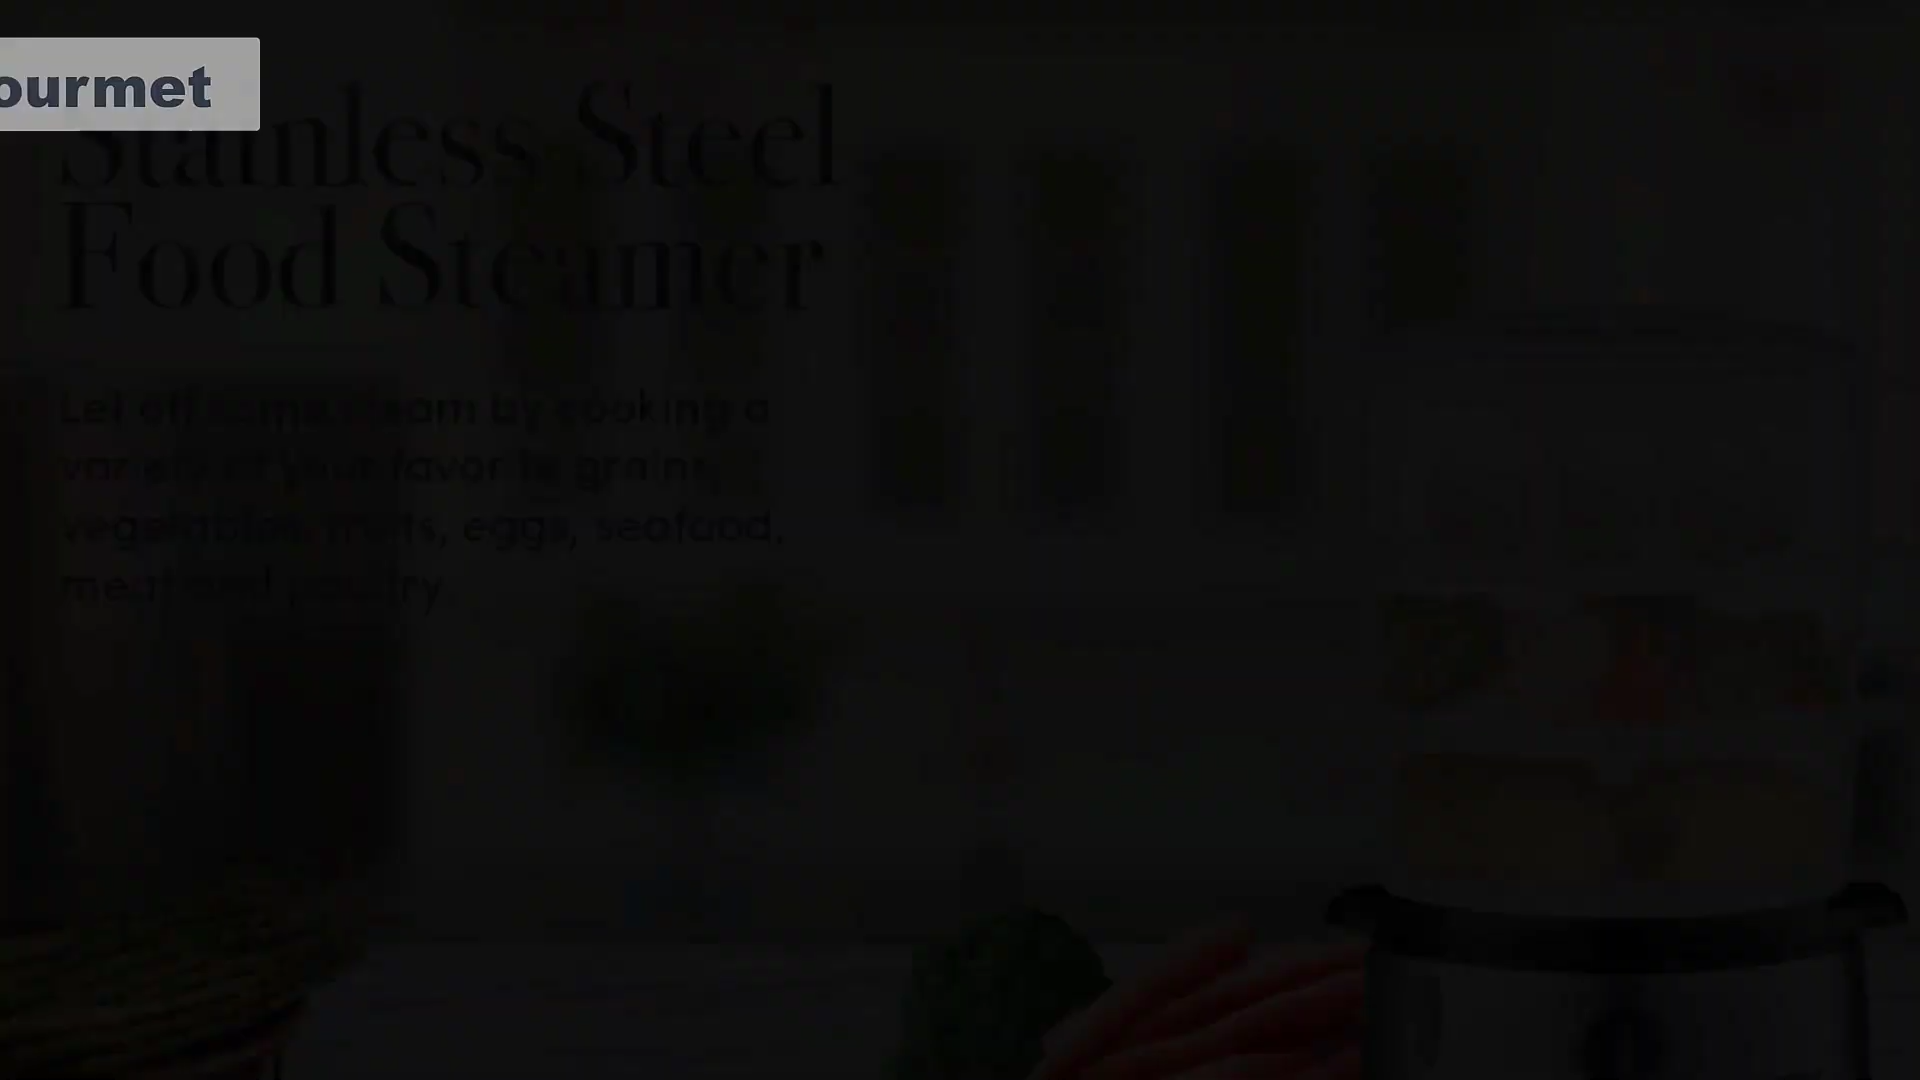 ourmet
Stainless Steel
Food Steamer
Let off some steam by cooking a
variety of your favorite grains,
vegetables, fruits, eggs, seafood,
meat and poultry